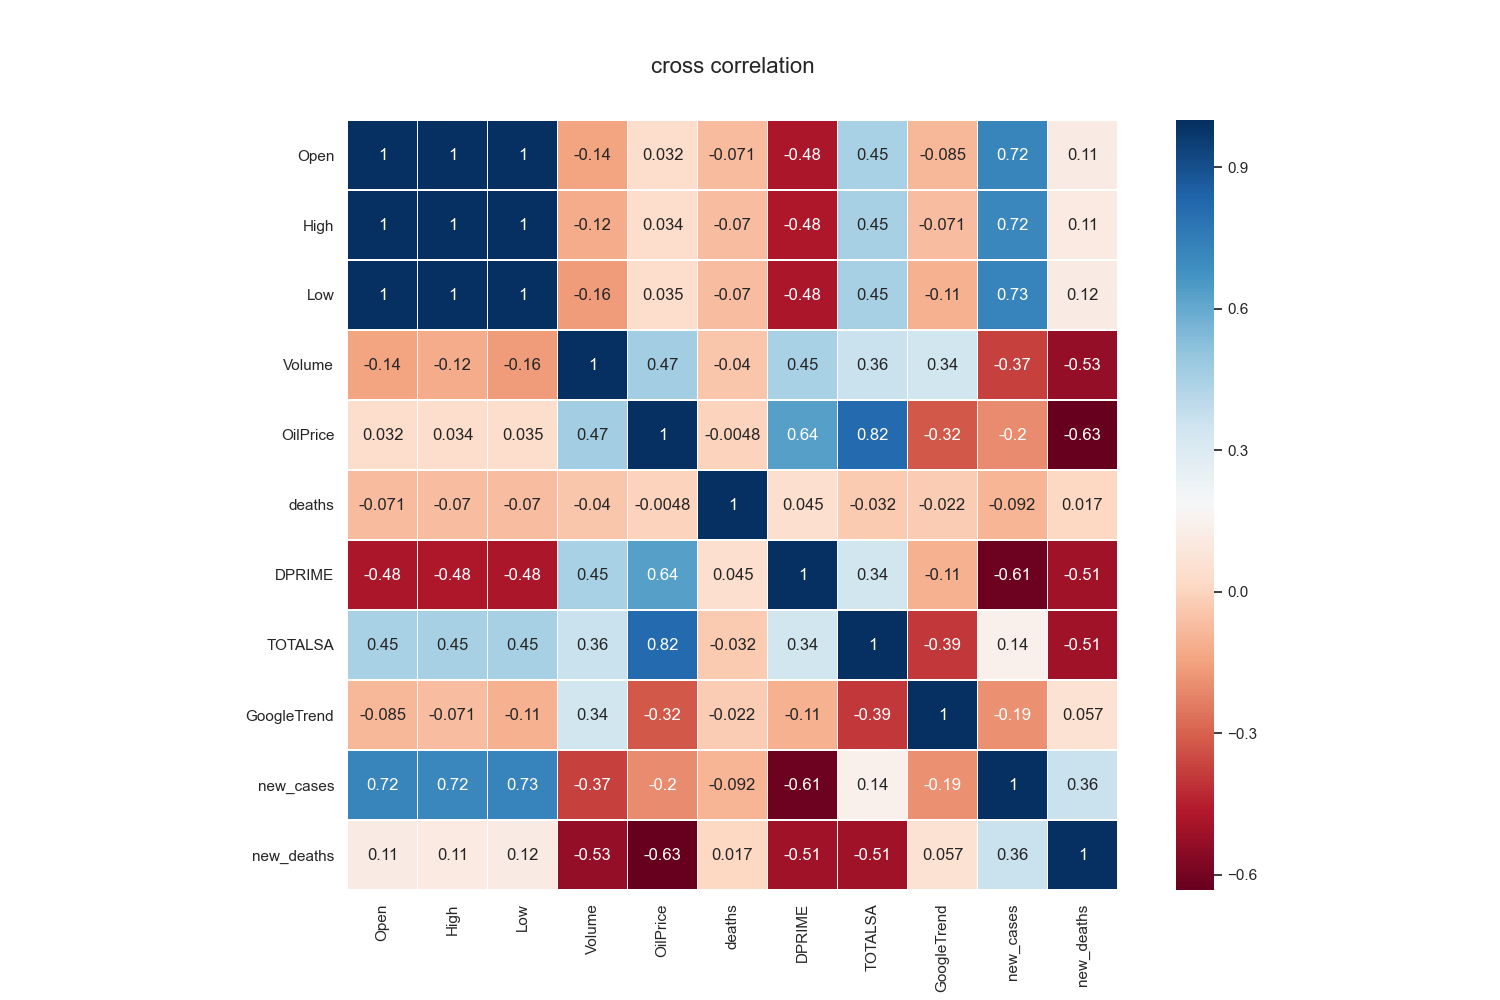 cross correlation
Open 1 1 1 -0.14 0.032 -0.071 -0.48 0.45 -0.085 0.72 0.11
High 1 1 1 -0.12 0.034 -0.07 -0.48 0.45 -0.071 0.72 0.11
Low 1 1 1 -0.16 0.035 -0.07 -0.48 0.45 -0.11 0.73 0.12
Volume -0.14 -0.12 -0.16 1 0.47 -0.04 0.45 0.36 0.34 -0.37 -0.53
OilPrice 0.032 0.034 0.035 0.47 1 -0.0048 0.64 0.82 -0.32 -0.2 -0.63
deaths -0.071 -0.07 -0.07 -0.04 -0.0048 1 0.045 -0.032 -0.022 -0.092 0.017
DPRIME -0.48 -0.48 -0.48 0.45 0.64 0.045 1 0.34 -0.11 -0.61 -0.51
TOTALSA 0.45 0.45 0.45 0.36 0.82 -0.032 0.34 1 -0.39 0.14 -0.51
GoogleTrend -0.085 -0.071 -0.11 0.34 -0.32 -0.022 -0.11 -0.39 1 -0.19 0.057
new_cases 0.72 0.72 0.73 -0.37 -0.2 -0.092 -0.61 0.14 -0.19 1 0.36
new_deaths 0.11 0.11 0.12 -0.53 -0.63 0.017 -0.51 -0.51 0.057 0.36 1
Open High Low Volume OilPrice deaths DPRIME TOTALSA GoogleTrend new_cases new_deaths
0.9
0.6
0.3
0.0
−0.3
−0.6